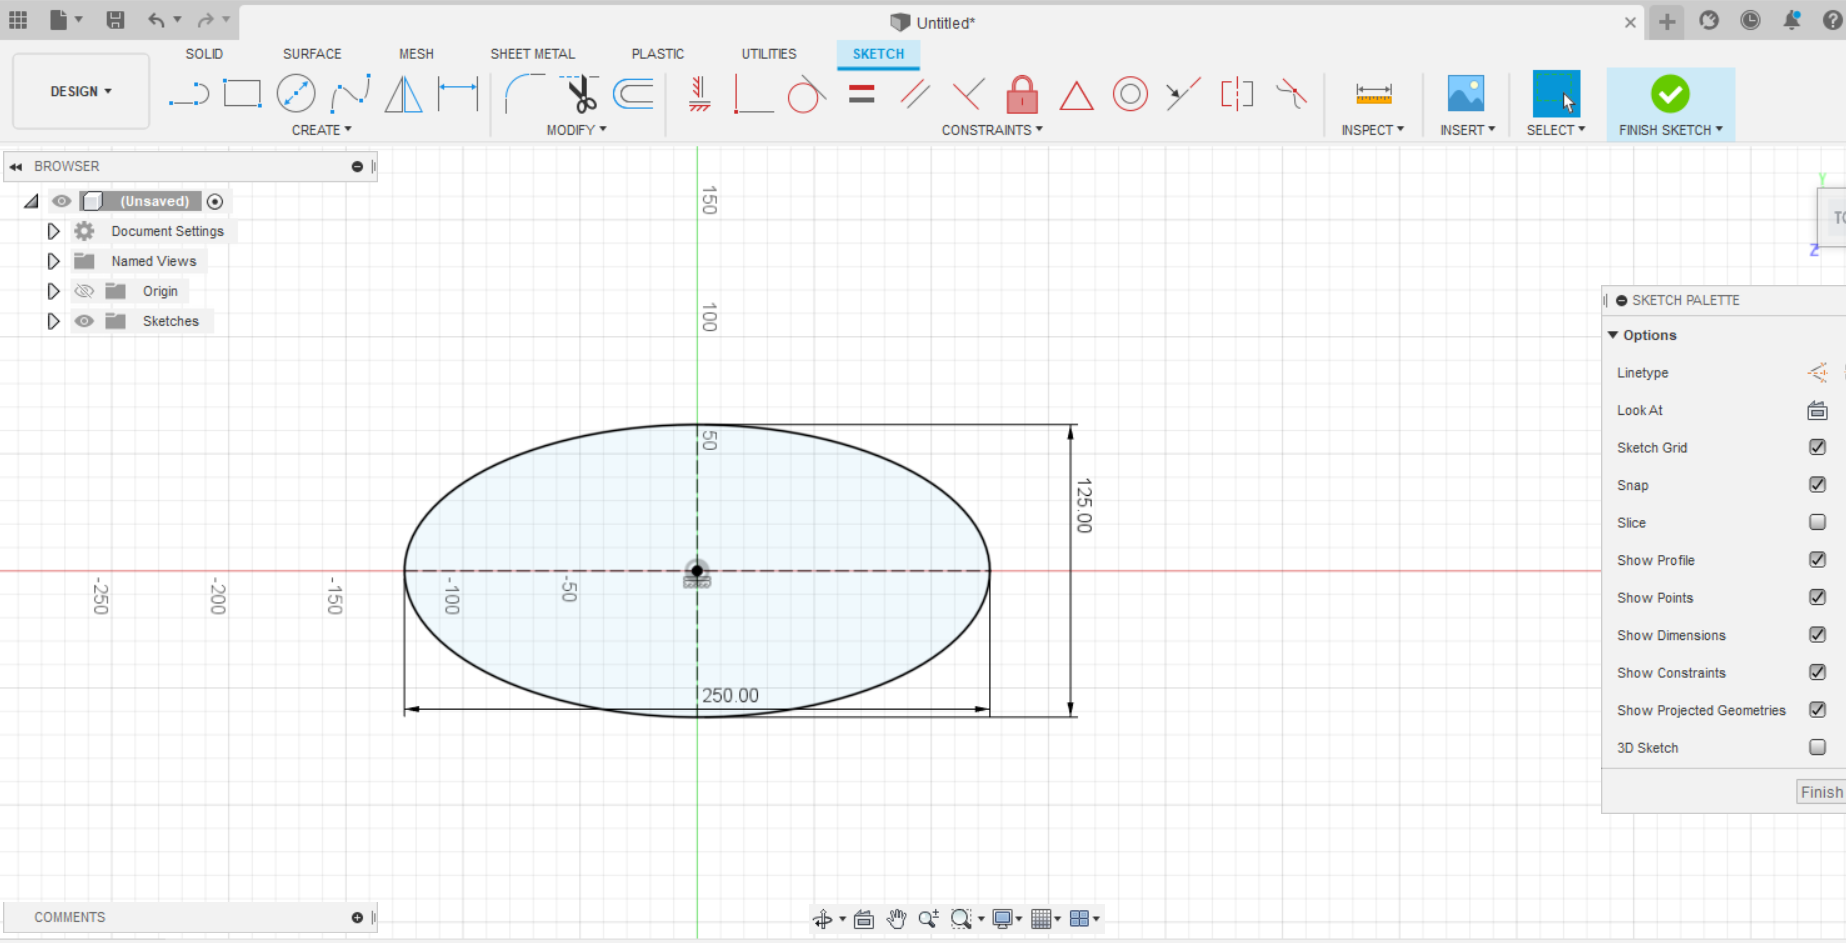 Untitled*
SOLID SURFACE MESH SHEET METAL PLASTIC UTILITIES SKETCH
DESIGN
CREATE MODIFY CONSTRAINTS INSPECT INSERT SELECT FINISH SKETCH
BROWSER
(Unsaved)
Document Settings
Named Views
Origin
Sketches
150
100
50
-250
-200
-150
-100
-50
125.00
250.00
Y
TO
Z
SKETCH PALETTE
Options
Linetype
Look At
Sketch Grid
Snap
Slice
Show Profile
Show Points
Show Dimensions
Show Constraints
Show Projected Geometries
3D Sketch
Finish
COMMENTS